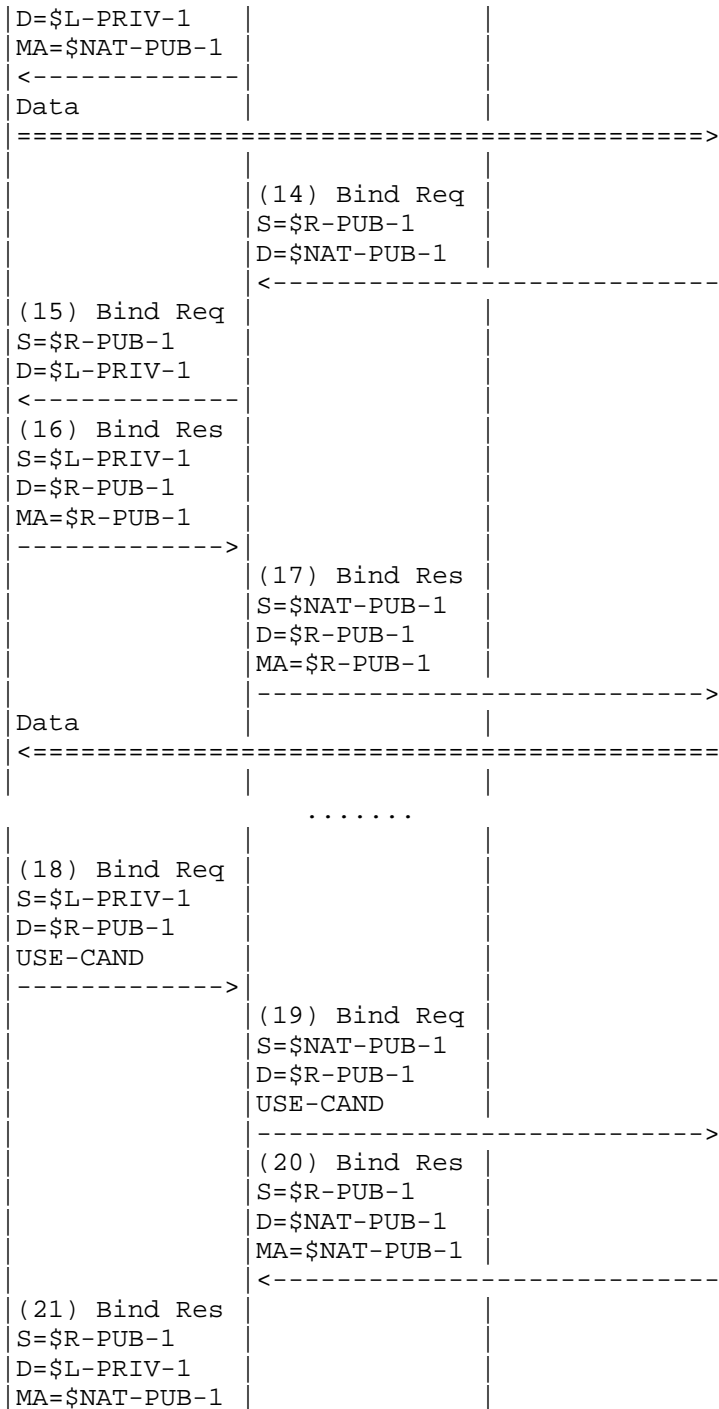 |D=$L-PRIV-1   |              |
|MA=$NAT-PUB-1 |              |
|<-------------|              |
|Data          |              |
|===========================================>
|              |              |
|              |(14) Bind Req |
|              |S=$R-PUB-1    |
|              |D=$NAT-PUB-1  |
|              |<----------------------------
|(15) Bind Req |              |
|S=$R-PUB-1    |              |
|D=$L-PRIV-1   |              |
|<-------------|              |
|(16) Bind Res |              |
|S=$L-PRIV-1   |              |
|D=$R-PUB-1    |              |
|MA=$R-PUB-1   |              |
|------------->|              |
|              |(17) Bind Res |
|              |S=$NAT-PUB-1  |
|              |D=$R-PUB-1    |
|              |MA=$R-PUB-1   |
|              |---------------------------->
|Data          |              |
|<===========================================
|              |              |
                  .......
|              |              |
|(18) Bind Req |              |
|S=$L-PRIV-1   |              |
|D=$R-PUB-1    |              |
|USE-CAND      |              |
|------------->|              |
|              |(19) Bind Req |
|              |S=$NAT-PUB-1  |
|              |D=$R-PUB-1    |
|              |USE-CAND      |
|              |---------------------------->
|              |(20) Bind Res |
|              |S=$R-PUB-1    |
|              |D=$NAT-PUB-1  |
|              |MA=$NAT-PUB-1 |
|              |<----------------------------
|(21) Bind Res |              |
|S=$R-PUB-1    |              |
|D=$L-PRIV-1   |              |
|MA=$NAT-PUB-1 |              |